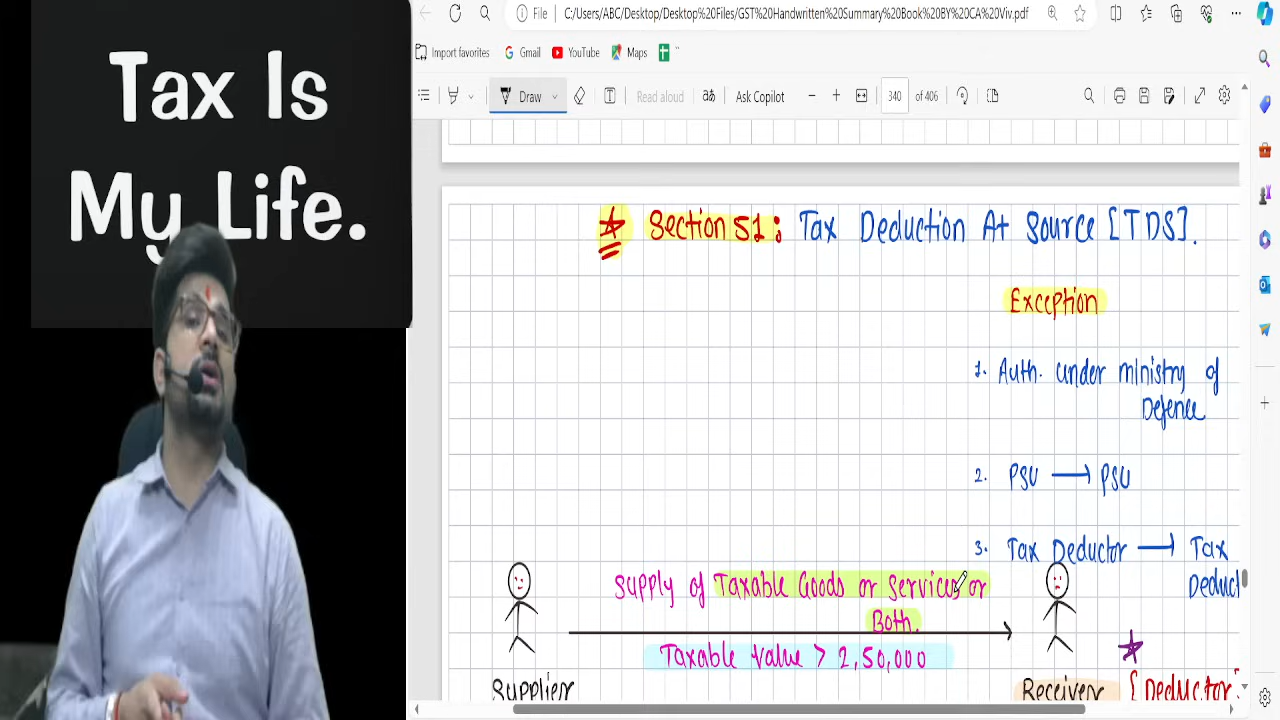 Tax Is
My Life.
File
C:/Users/ABC/Desktop/Desktop%20Files/GST%20Handwritten%20Summary%20Book%20BY%20CA%20Viv.pdf
Import favorites
Gmail
YouTube
Maps
Draw
Read aloud
Ask Copilot
340 of 406
Section 51: Tax Deduction At Source [TDS].
Exception
1. Auth. under ministry of
Defence
2. PSU → PSU
3. Tax Deductor → Tax
Deduct
Supply of Taxable Goods or Services or
Both.
Taxable Value > 2,50,000
Supplier
Receiver [Deductor